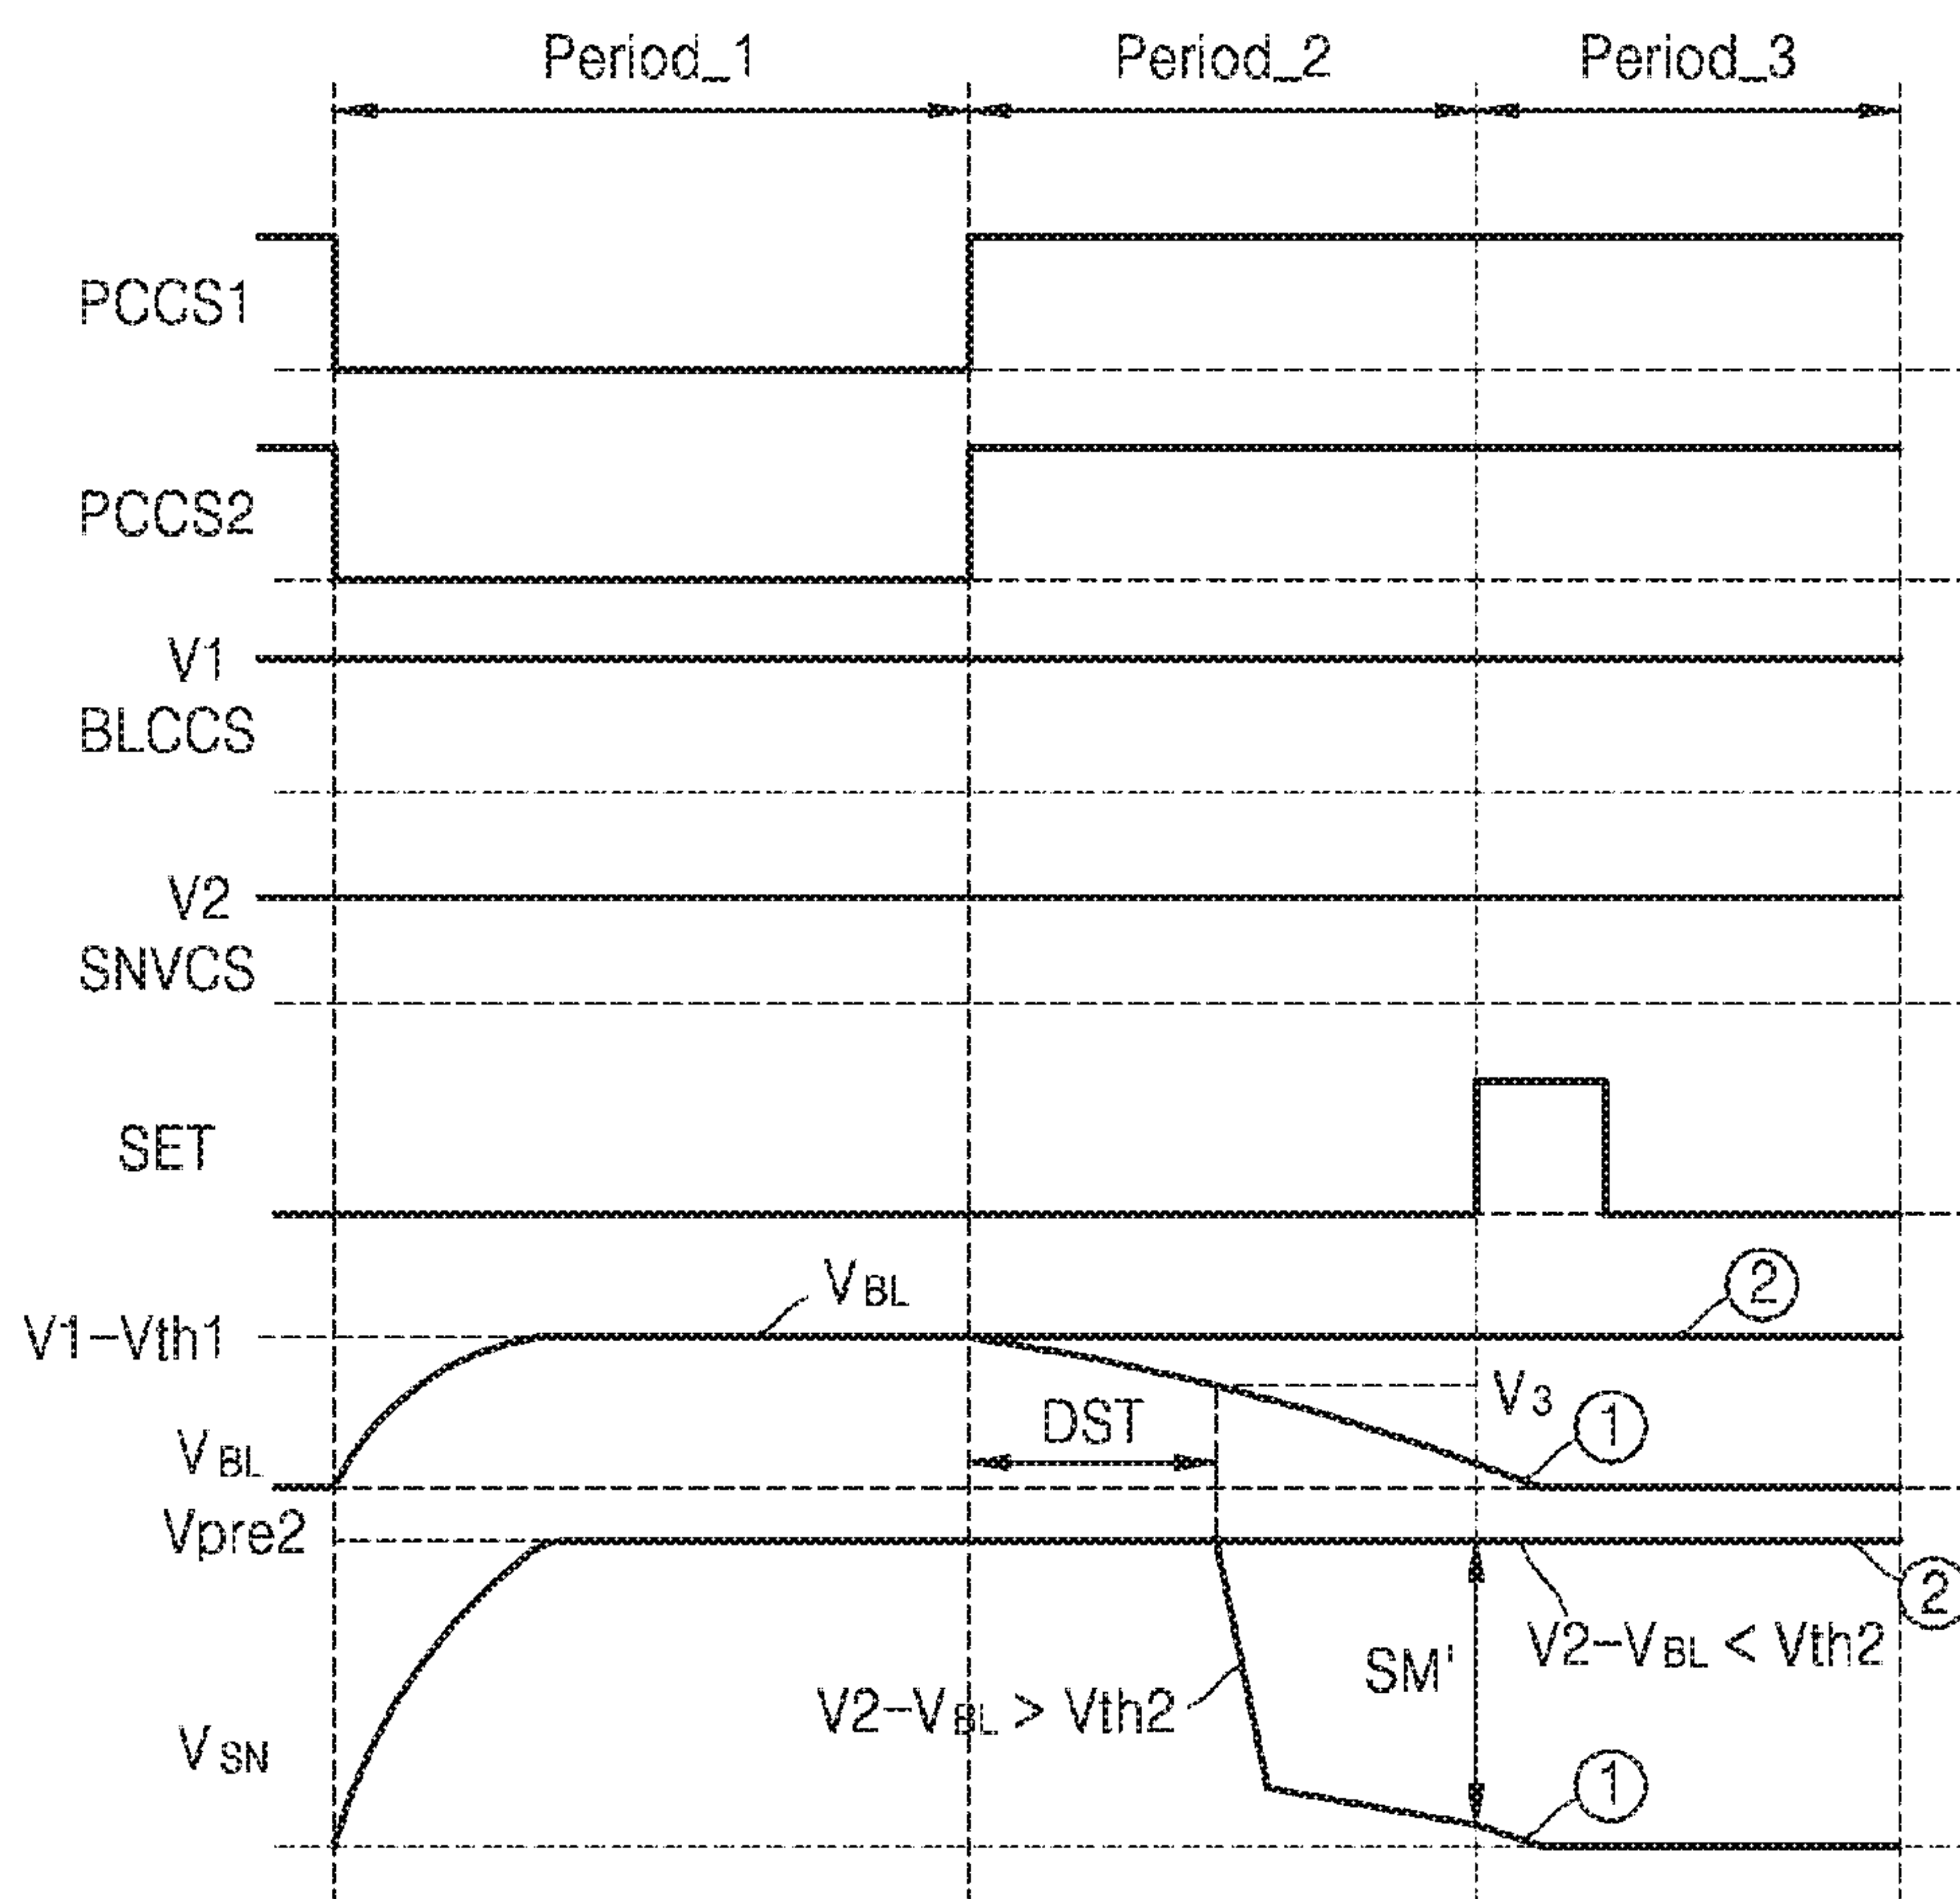 Period_1 Period_2 Period_3
PCCS1
PCCS2
V1
BLCCS
V2
SNVCS
SET
VBL
2
V1-Vth1
V3
1
DST
VBL
Vpre2
2
V2-VBL < Vth2
SM'
V2-VBL > Vth2
VSN
1